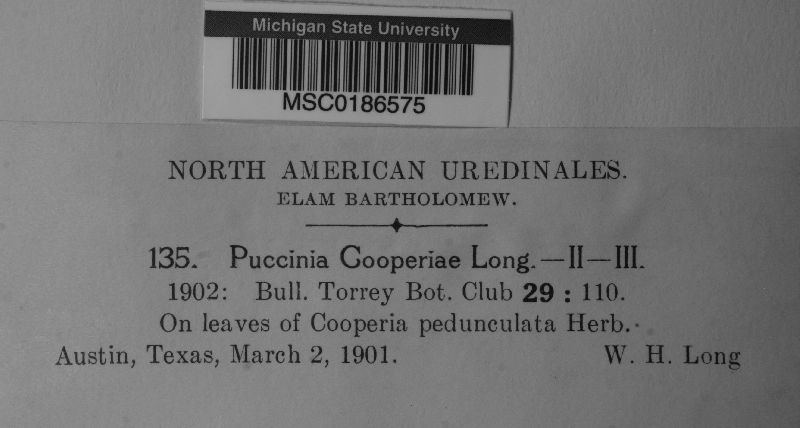 Michigan State University
MSC0186575
NORTH AMERICAN UREDINALES.
ELAM BARTHOLOMEW.
135. Puccinia Cooperiae Long.—II—III.
1902: Bull. Torrey Bot. Club 29 : 110.
On leaves of Cooperia pedunculata Herb.
Austin, Texas, March 2, 1901. W. H. Long